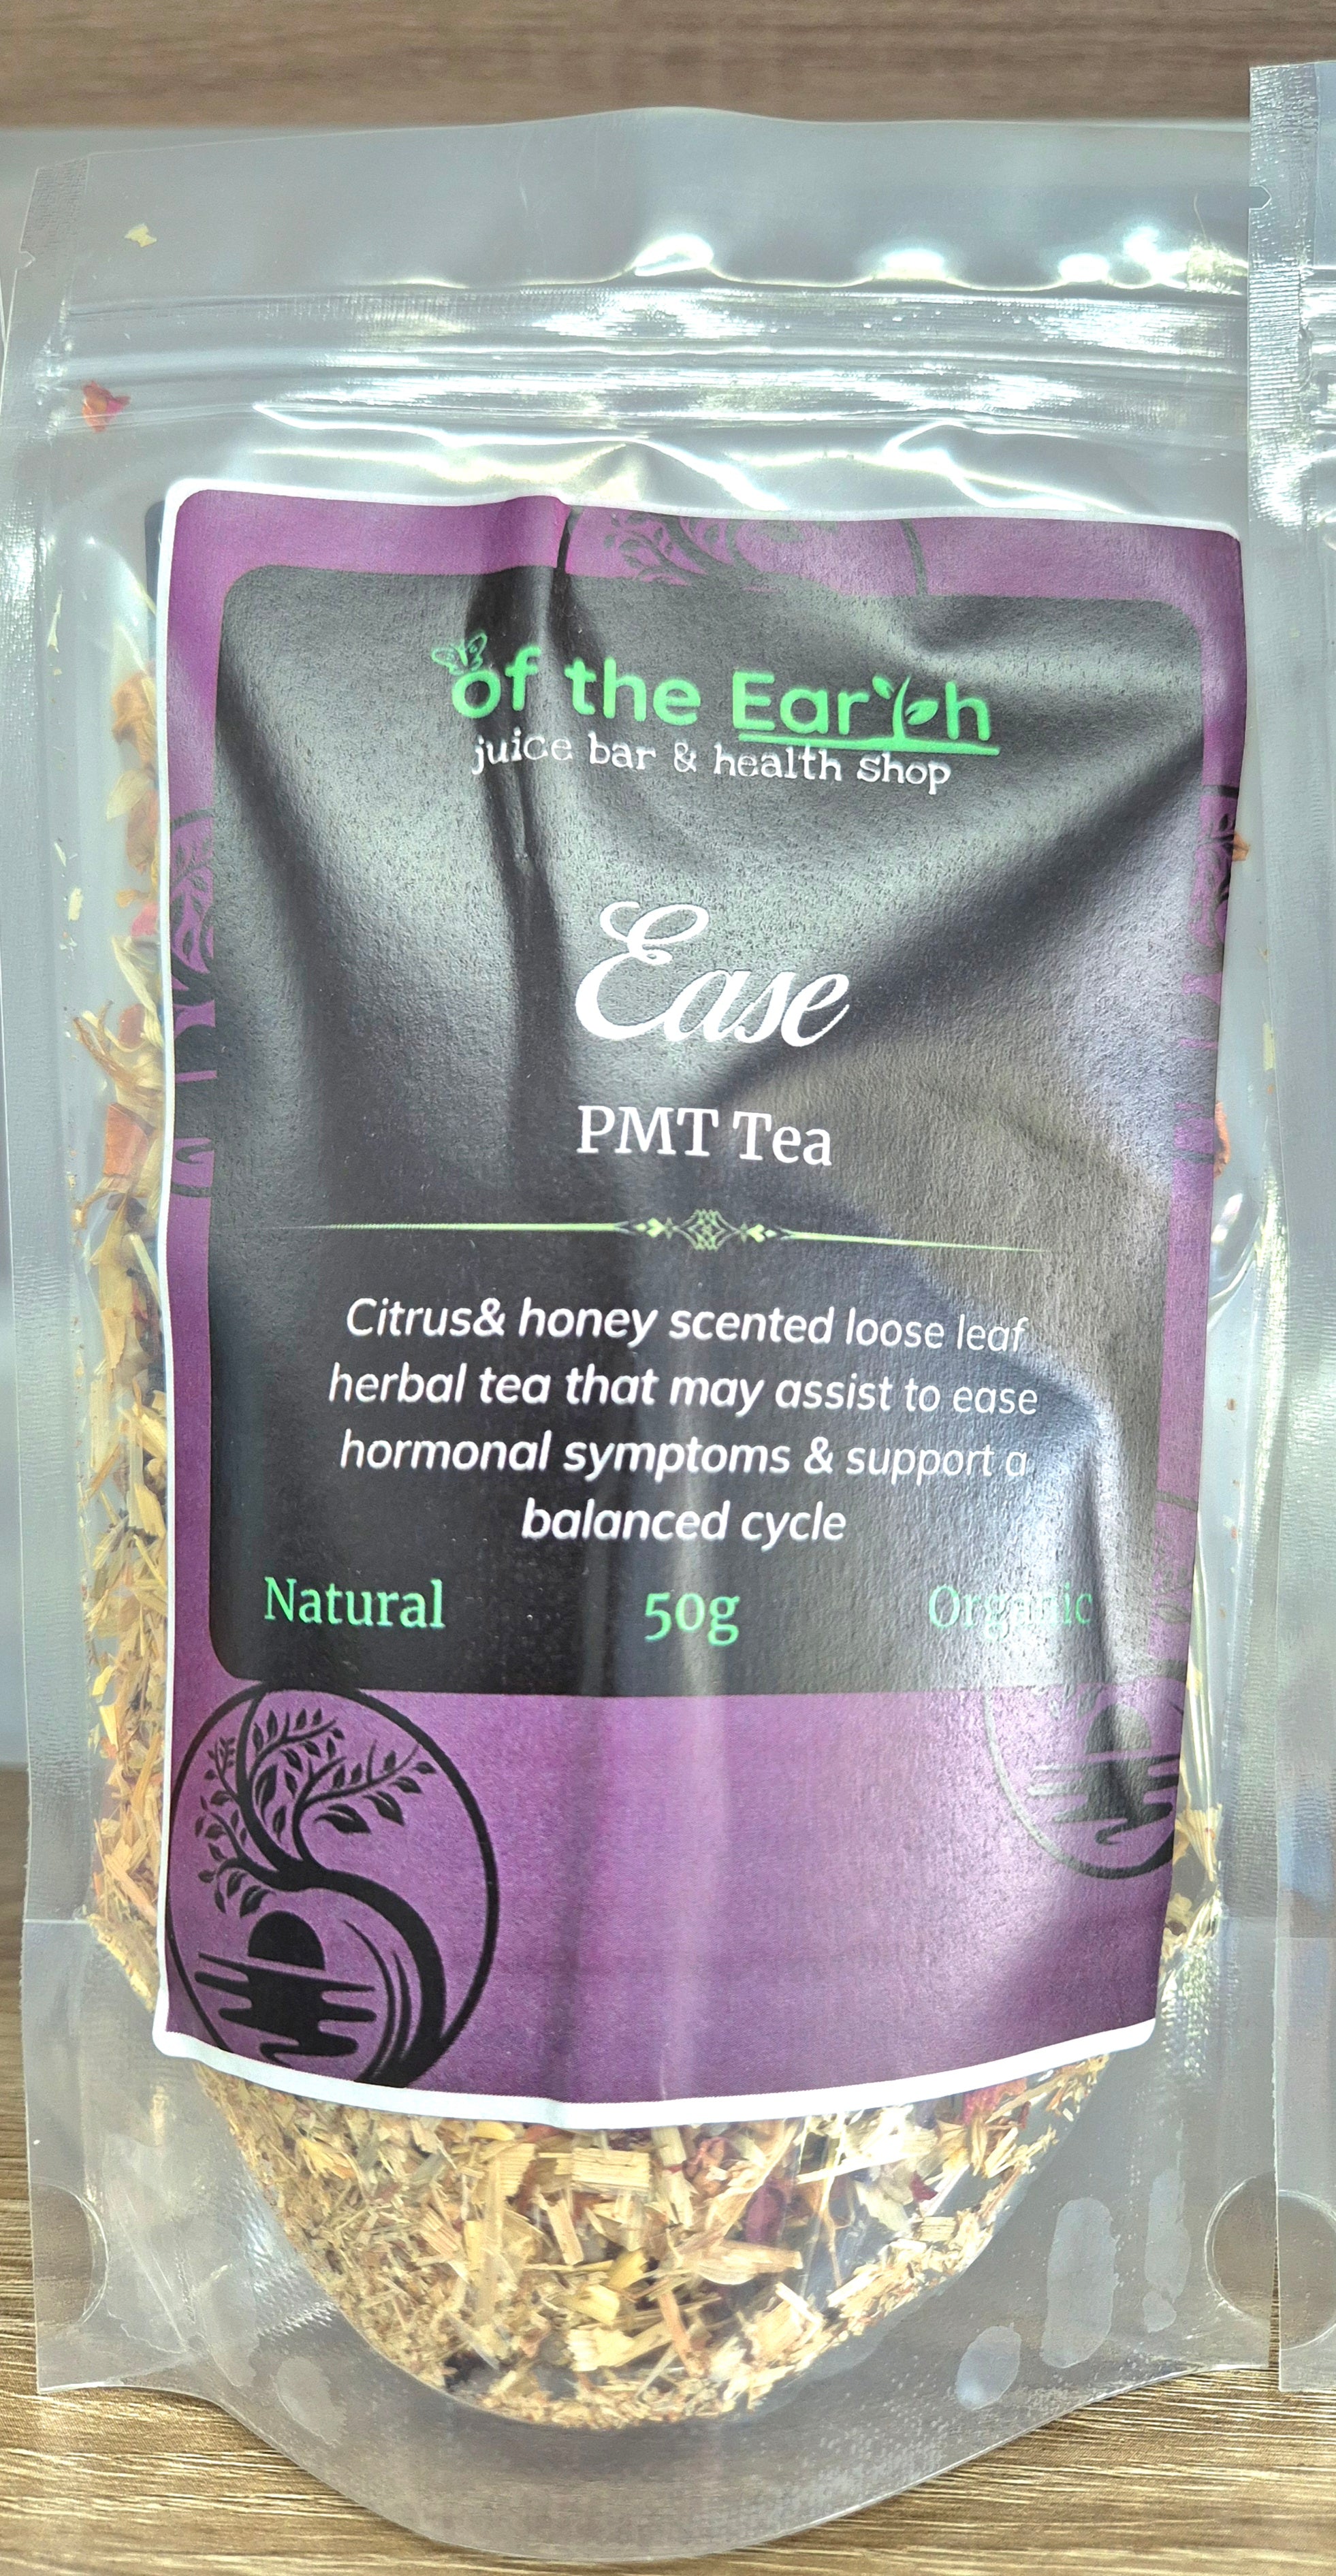 of the Earth
juice bar & health shop
Ease
PMT Tea
Citrus& honey scented loose leaf
herbal tea that may assist to ease
hormonal symptoms & support a
balanced cycle
Natural 50g Organic